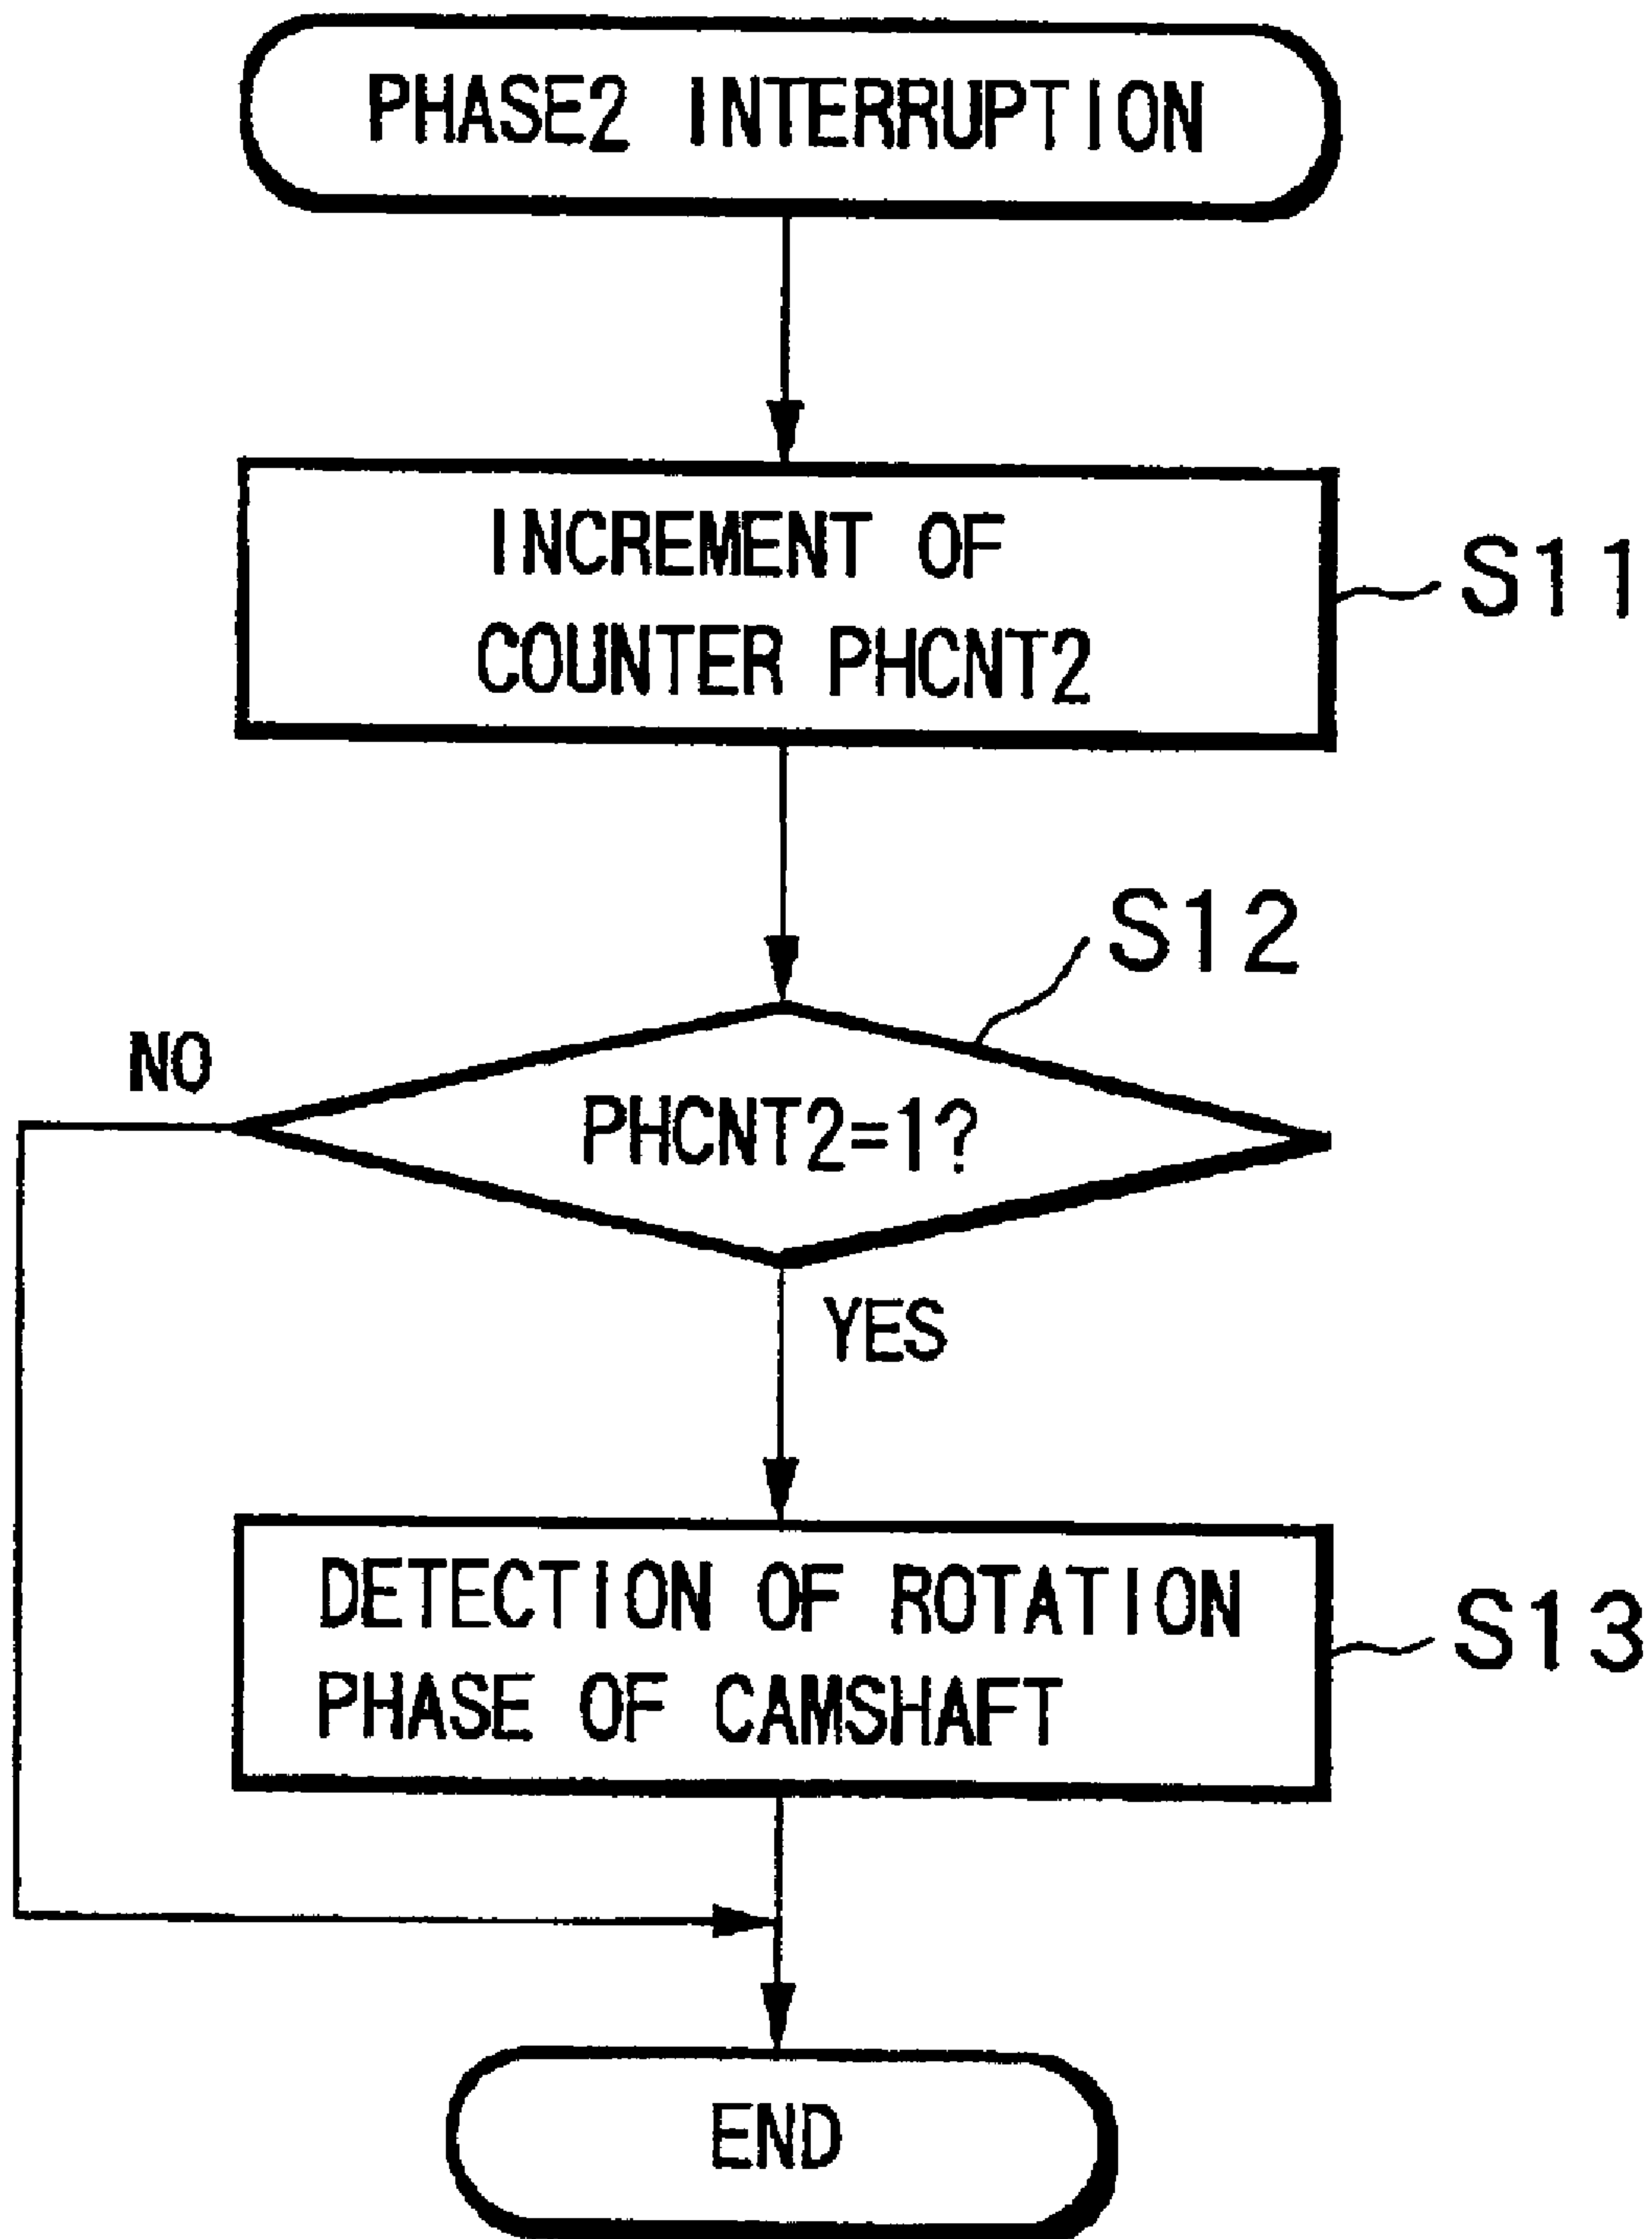 PHASE2 INTERRUPTION
INCREMENT OF
COUNTER PHCNT2
S11
S12
NO
PHCNT2=1?
YES
DETECTION OF ROTATION
PHASE OF CAMSHAFT
S13
END